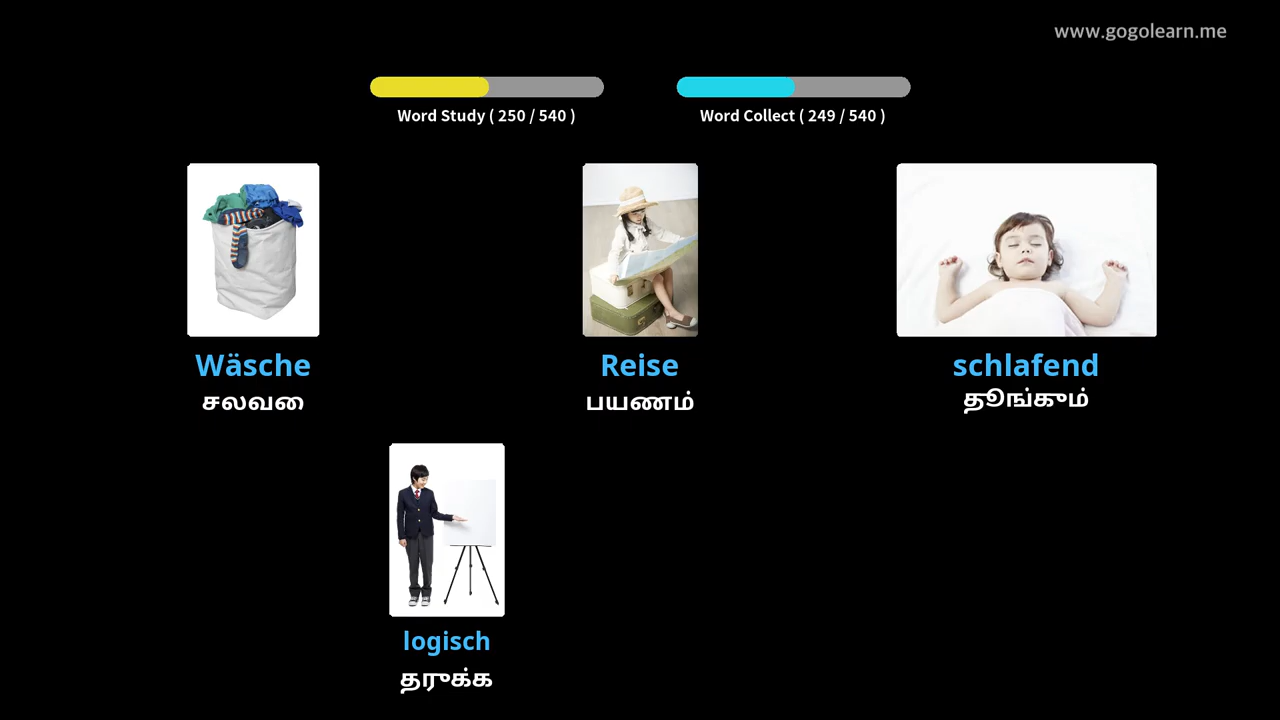 www.gogolearn.me
Word Study ( 250 / 540 )
Word Collect ( 249 / 540 )
Wäsche
சலவை
Reise
பயணம்
schlafend
தூங்கும்
logisch
தருக்க